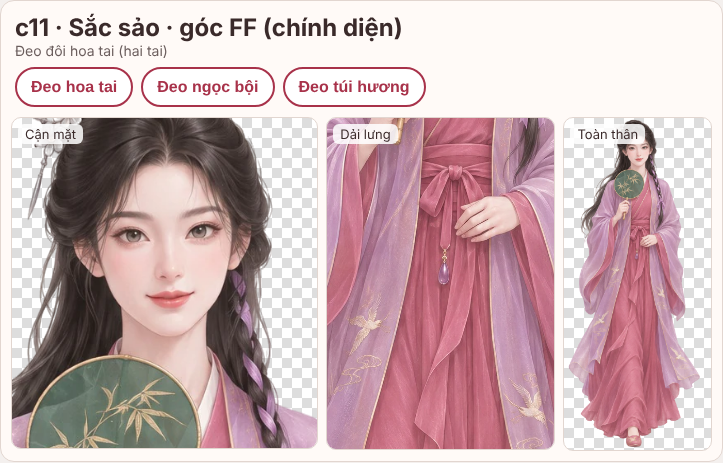 c11 · Sắc sảo · góc FF (chính diện)
Đeo đôi hoa tai (hai tai)
Đeo hoa tai
Đeo ngọc bội
Đeo túi hương
Cận mặt
Dải lưng
Toàn thân